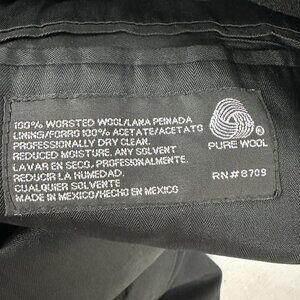 100% WORSTED WOOL/LANA PEINADA
LINING/FORRO 100% ACETATE/ACETATO
PROFESSIONALLY DRY CLEAN.
REDUCED MOISTURE. ANY SOLVENT
LAVAR EN SECO. PROFESIONALMENTE
REDUCIR LA HUMEDAD.
CUALQUIER SOLVENTE
MADE IN MEXICO/HECHO EN MEXICO
®
PURE WOOL
RN#8709